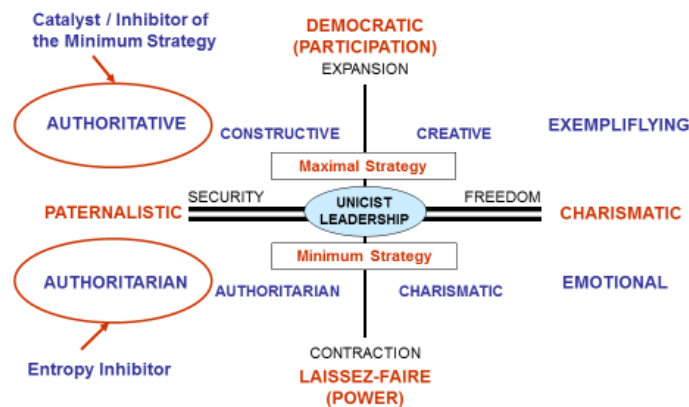 Catalyst / Inhibitor of
the Minimum Strategy
DEMOCRATIC
(PARTICIPATION)
EXPANSION
AUTHORITATIVE
CONSTRUCTIVE
CREATIVE
EXEMPLIFLYING
Maximal Strategy
SECURITY
FREEDOM
PATERNALISTIC
UNICIST
LEADERSHIP
CHARISMATIC
Minimum Strategy
AUTHORITARIAN
AUTHORITARIAN
CHARISMATIC
EMOTIONAL
CONTRACTION
Entropy Inhibitor
LAISSEZ-FAIRE
(POWER)